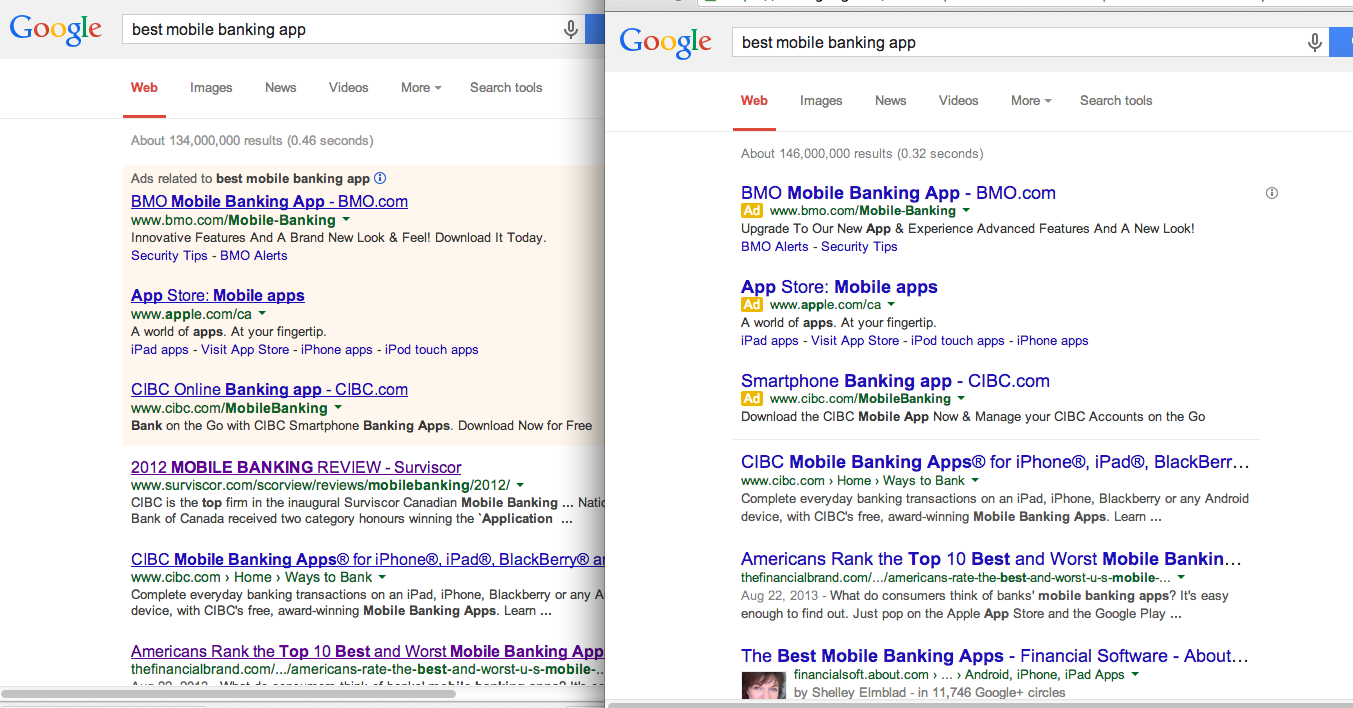 Google
best mobile banking app
Web Images News Videos More Search tools
About 134,000,000 results (0.46 seconds)
Ads related to best mobile banking app
BMO Mobile Banking App - BMO.com
www.bmo.com/Mobile-Banking
Innovative Features And A Brand New Look & Feel! Download It Today.
Security Tips - BMO Alerts
App Store: Mobile apps
www.apple.com/ca
A world of apps. At your fingertip.
iPad apps - Visit App Store - iPhone apps - iPod touch apps
CIBC Online Banking app - CIBC.com
www.cibc.com/MobileBanking
Bank on the Go with CIBC Smartphone Banking Apps. Download Now for Free
2012 MOBILE BANKING REVIEW - Surviscor
www.surviscor.com/scorview/reviews/mobilebanking/2012/
CIBC is the top firm in the inaugural Surviscor Canadian Mobile Banking ... Natio
Bank of Canada received two category honours winning the `Application ...
CIBC Mobile Banking Apps® for iPhone®, iPad®, BlackBerry® an
www.cibc.com › Home › Ways to Bank
Complete everyday banking transactions on an iPad, iPhone, Blackberry or any A
device, with CIBC's free, award-winning Mobile Banking Apps. Learn ...
Americans Rank the Top 10 Best and Worst Mobile Banking Apps
thefinancialbrand.com/.../americans-rate-the-best-and-worst-u-s-mobile-...
Aug 22, 2013 - What do consumers think of banks' mobile banking apps? It's eas
Google
best mobile banking app
Web Images News Videos More Search tools
About 146,000,000 results (0.32 seconds)
BMO Mobile Banking App - BMO.com
Ad www.bmo.com/Mobile-Banking
Upgrade To Our New App & Experience Advanced Features And A New Look!
BMO Alerts - Security Tips
App Store: Mobile apps
Ad www.apple.com/ca
A world of apps. At your fingertip.
iPad apps - Visit App Store - iPod touch apps - iPhone apps
Smartphone Banking app - CIBC.com
Ad www.cibc.com/MobileBanking
Download the CIBC Mobile App Now & Manage your CIBC Accounts on the Go
CIBC Mobile Banking Apps® for iPhone®, iPad®, BlackBerr...
www.cibc.com › Home › Ways to Bank
Complete everyday banking transactions on an iPad, iPhone, Blackberry or any Android
device, with CIBC's free, award-winning Mobile Banking Apps. Learn ...
Americans Rank the Top 10 Best and Worst Mobile Bankin...
thefinancialbrand.com/.../americans-rate-the-best-and-worst-u-s-mobile-...
Aug 22, 2013 - What do consumers think of banks' mobile banking apps? It's easy
enough to find out. Just pop on the Apple App Store and the Google Play ...
The Best Mobile Banking Apps - Financial Software - About...
financialsoft.about.com › ... › Android, iPhone, iPad Apps
by Shelley Elmblad - in 11,746 Google+ circles